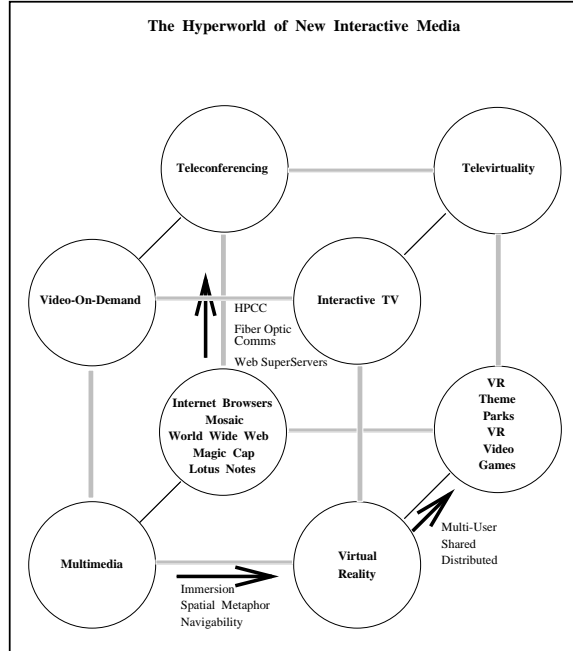 The Hyperworld of New Interactive Media
Teleconferencing
Televirtuality
Video-On-Demand
Interactive TV
HPCC
Fiber Optic
Comms
Web SuperServers
Internet Browsers
Mosaic
World Wide Web
Magic Cap
Lotus Notes
VR
Theme
Parks
VR
Video
Games
Multimedia
Virtual
Reality
Multi-User
Shared
Distributed
Immersion
Spatial Metaphor
Navigability